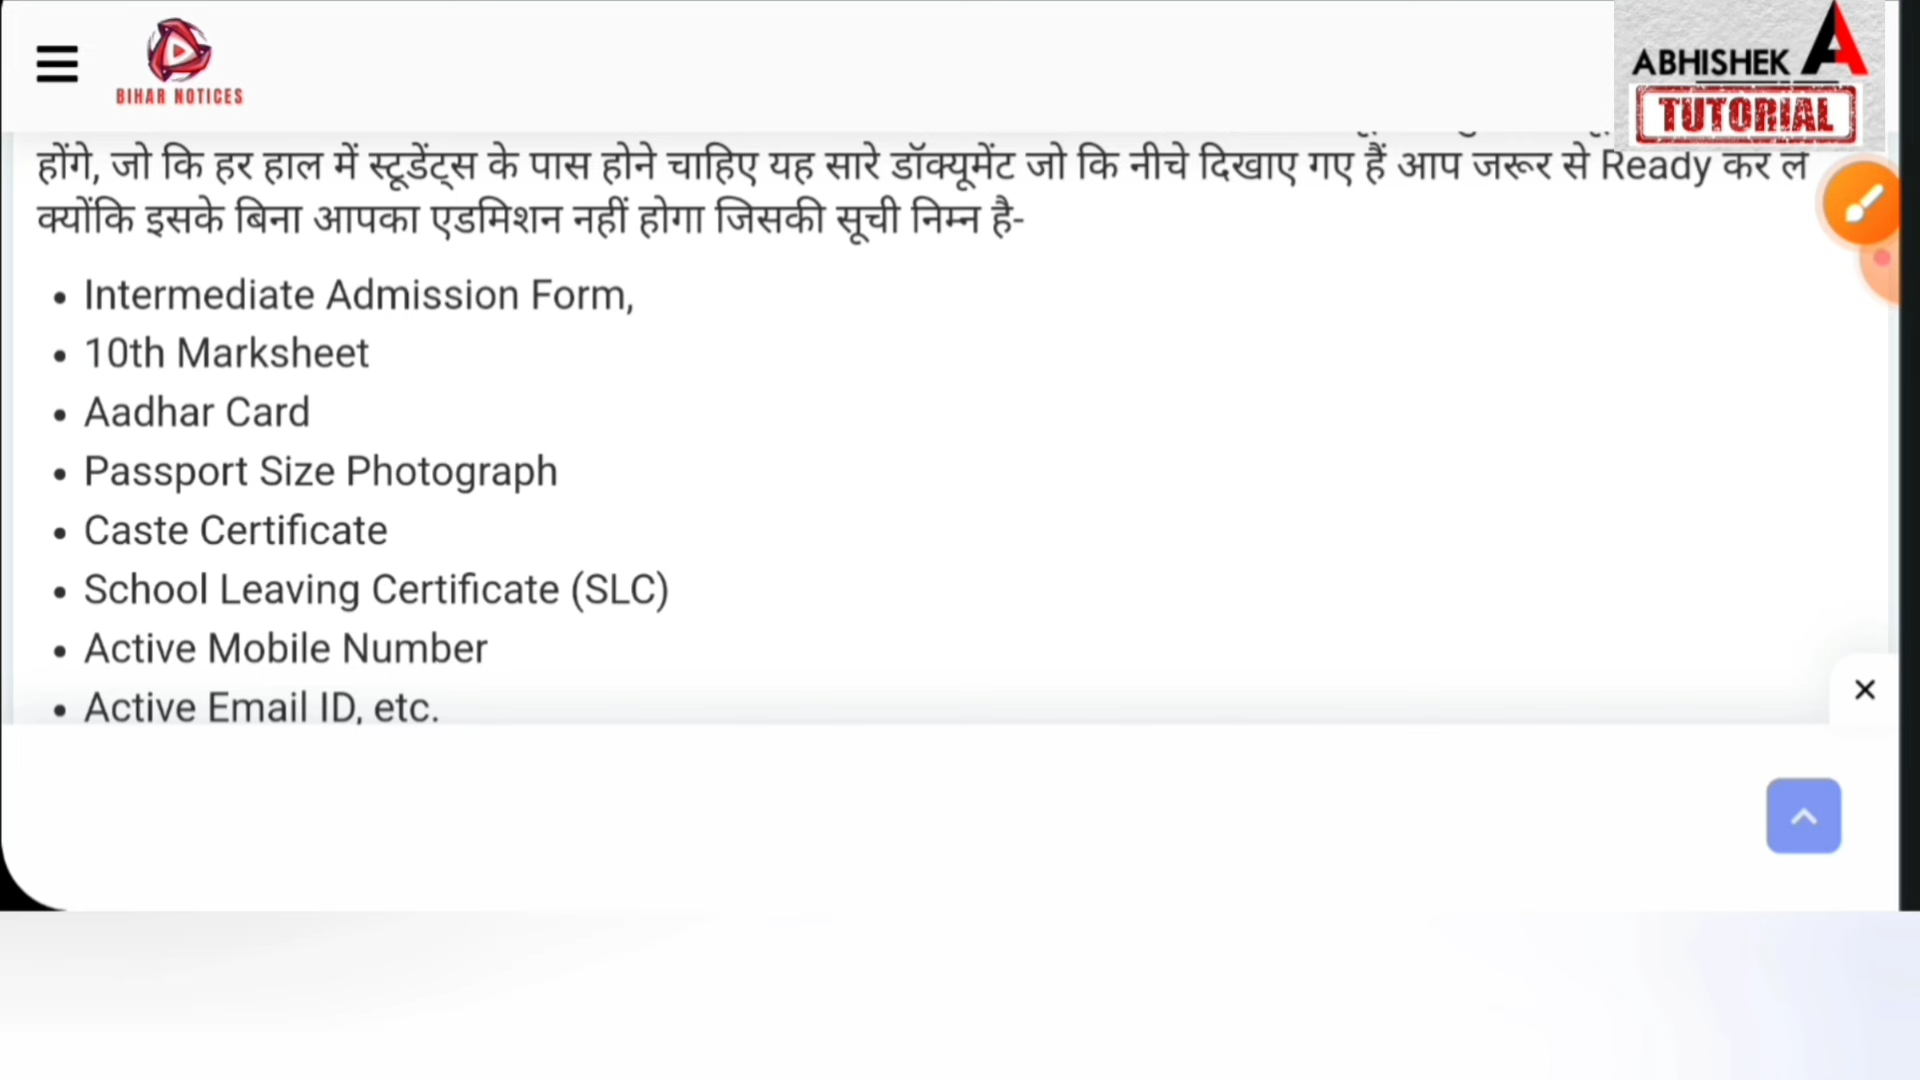 BIHAR NOTICES
ABHISHEK
TUTORIAL
होंगे, जो कि हर हाल में स्टूडेंट्स के पास होने चाहिए यह सारे डॉक्यूमेंट जो कि नीचे दिखाए गए हैं आप जरूर से Ready कर लें
क्योंकि इसके बिना आपका एडमिशन नहीं होगा जिसकी सूची निम्न है-
• Intermediate Admission Form,
• 10th Marksheet
• Aadhar Card
• Passport Size Photograph
• Caste Certificate
• School Leaving Certificate (SLC)
• Active Mobile Number
• Active Email ID, etc.